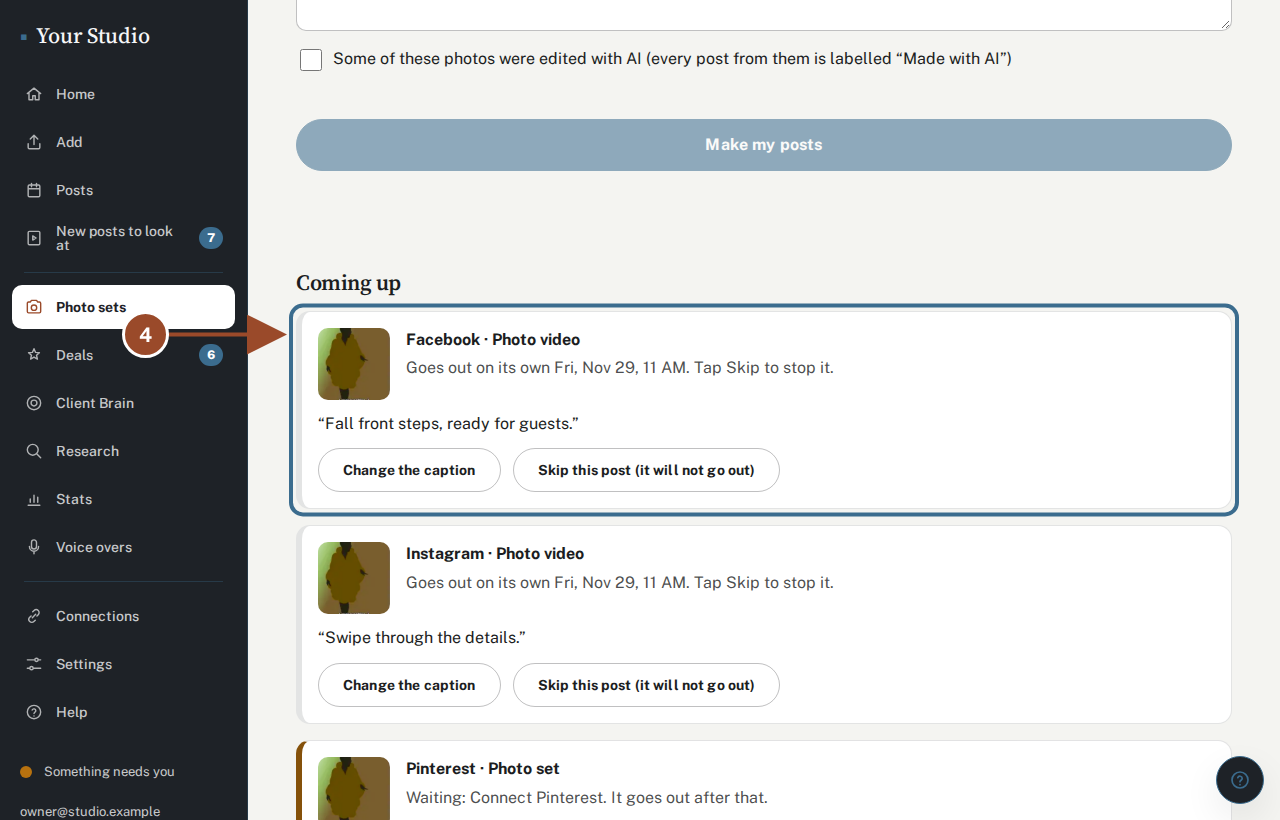 Your Studio
Home
Add
Posts
New posts to look
at
7
Photo sets
4
Deals
6
Client Brain
Research
Stats
Voice overs
Connections
Settings
Help
Something needs you
owner@studio.example
Some of these photos were edited with AI (every post from them is labelled “Made with AI”)
Make my posts
Coming up
Facebook · Photo video
Goes out on its own Fri, Nov 29, 11 AM. Tap Skip to stop it.
“Fall front steps, ready for guests.”
Change the caption
Skip this post (it will not go out)
Instagram · Photo video
Goes out on its own Fri, Nov 29, 11 AM. Tap Skip to stop it.
“Swipe through the details.”
Change the caption
Skip this post (it will not go out)
Pinterest · Photo set
Waiting: Connect Pinterest. It goes out after that.